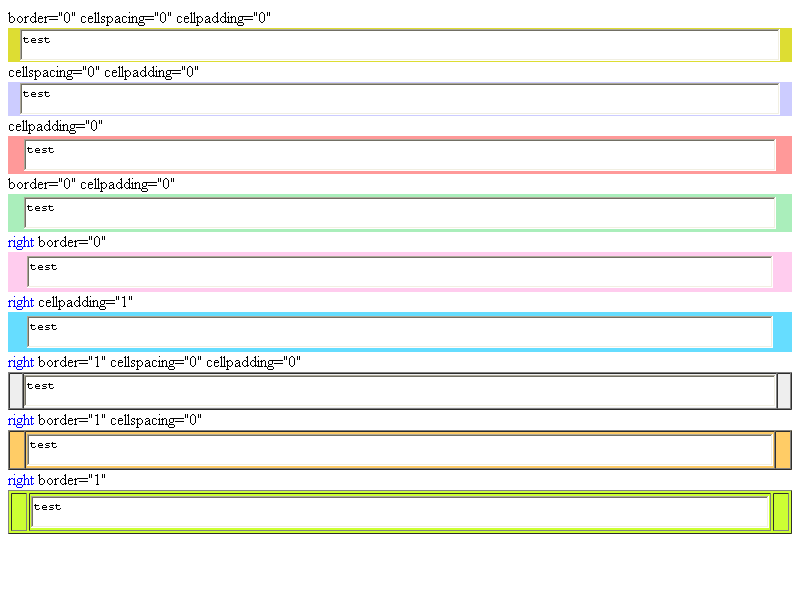 border="0" cellspacing="0" cellpadding="0"
test
cellspacing="0" cellpadding="0"
test
cellpadding="0"
test
border="0" cellpadding="0"
test
right border="0"
test
right cellpadding="1"
test
right border="1" cellspacing="0" cellpadding="0"
test
right border="1" cellspacing="0"
test
right border="1"
test